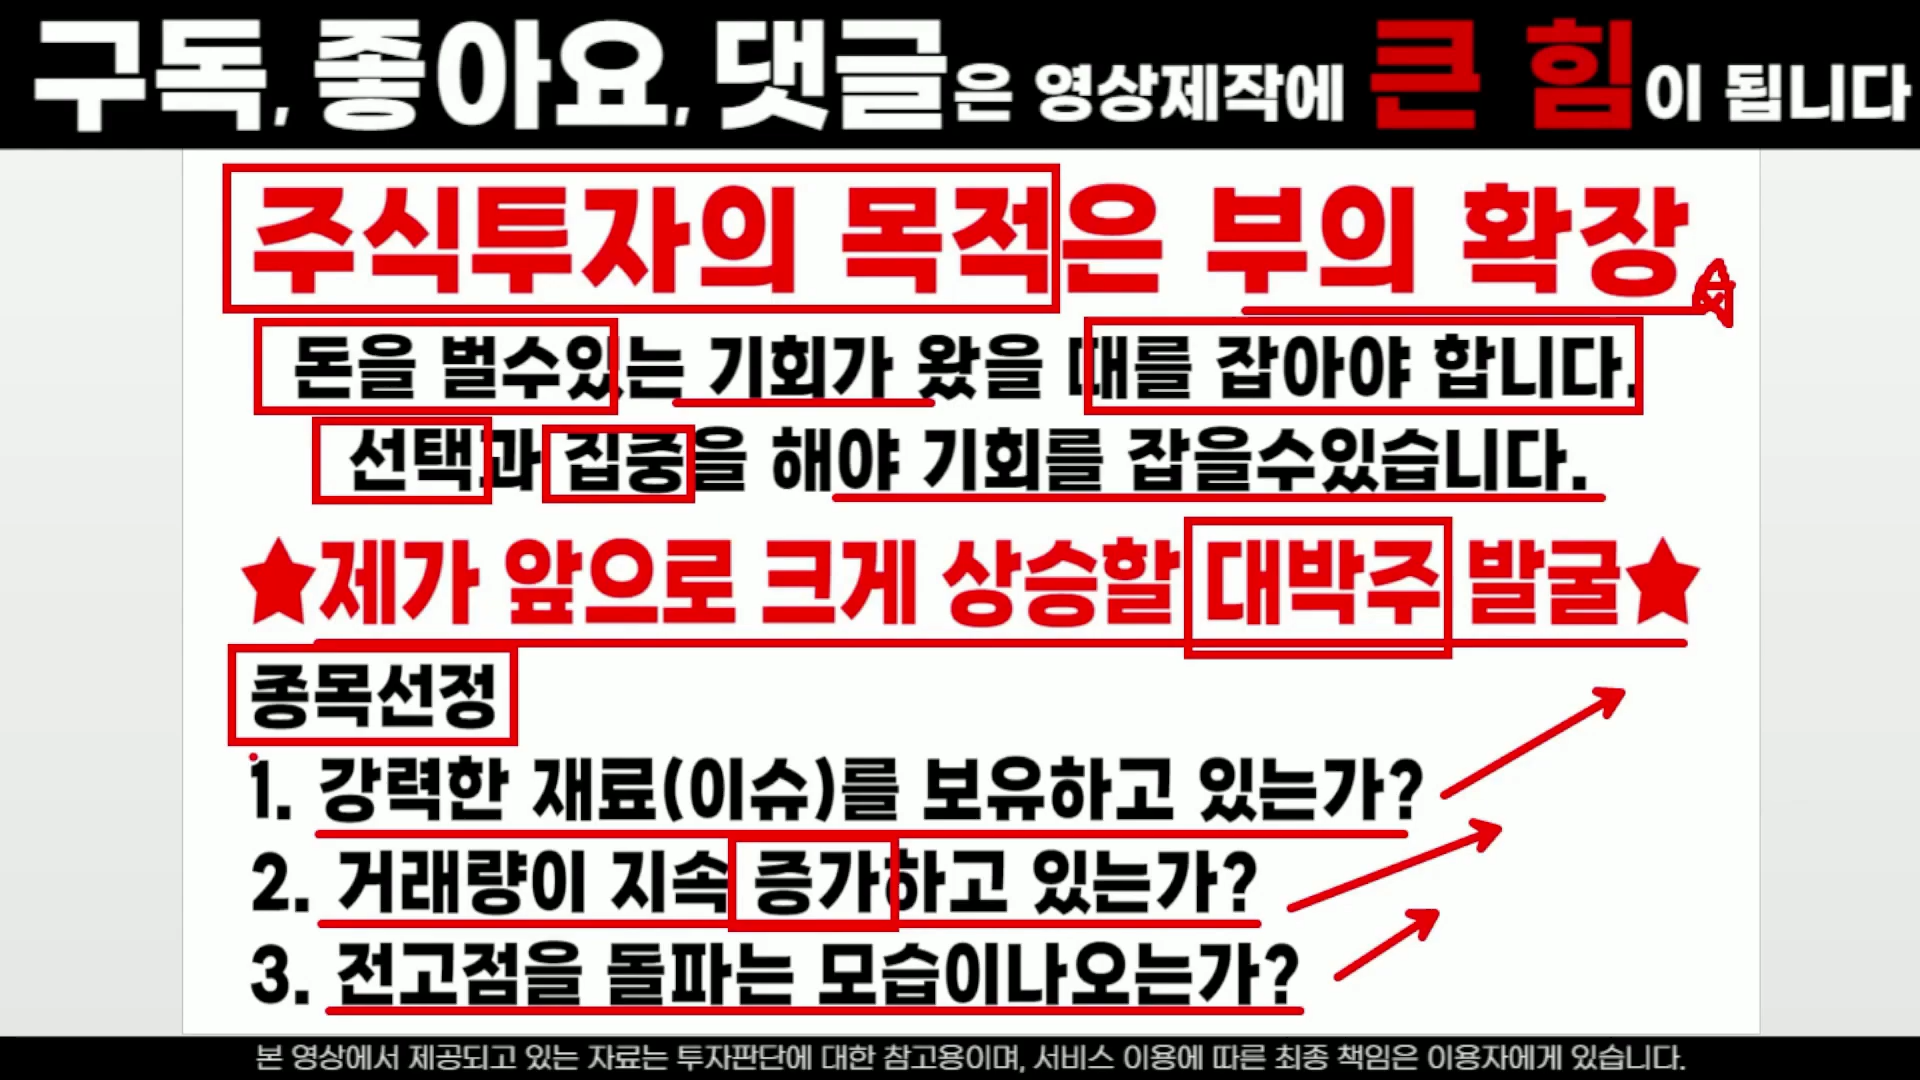 구독, 좋아요, 댓글은 영상제작에 큰 힘이 됩니다
주식투자의 목적은 부의 확장
돈을 벌수있는 기회가 왔을 때를 잡아야 합니다.
선택과 집중을 해야 기회를 잡을수있습니다.
★제가 앞으로 크게 상승할 대박주 발굴★
종목선정
1. 강력한 재료(이슈)를 보유하고 있는가?
2. 거래량이 지속 증가하고 있는가?
3. 전고점을 돌파는 모습이나오는가?
본 영상에서 제공되고 있는 자료는 투자판단에 대한 참고용이며, 서비스 이용에 따른 최종 책임은 이용자에게 있습니다.